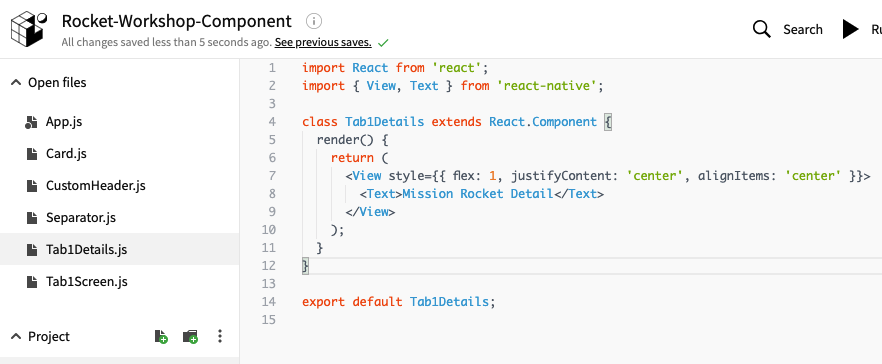 Rocket-Workshop-Component
All changes saved less than 5 seconds ago. See previous saves.
Search
Open files
App.js
Card.js
CustomHeader.js
Separator.js
Tab1Details.js
Tab1Screen.js
Project
1 import React from 'react';
2 import { View, Text } from 'react-native';
3
4 class Tab1Details extends React.Component {
5 render() {
6 return (
7 <View style={{ flex: 1, justifyContent: 'center', alignItems: 'center' }}>
8 <Text>Mission Rocket Detail</Text>
9 </View>
10 );
11 }
12 }
13
14 export default Tab1Details;
15